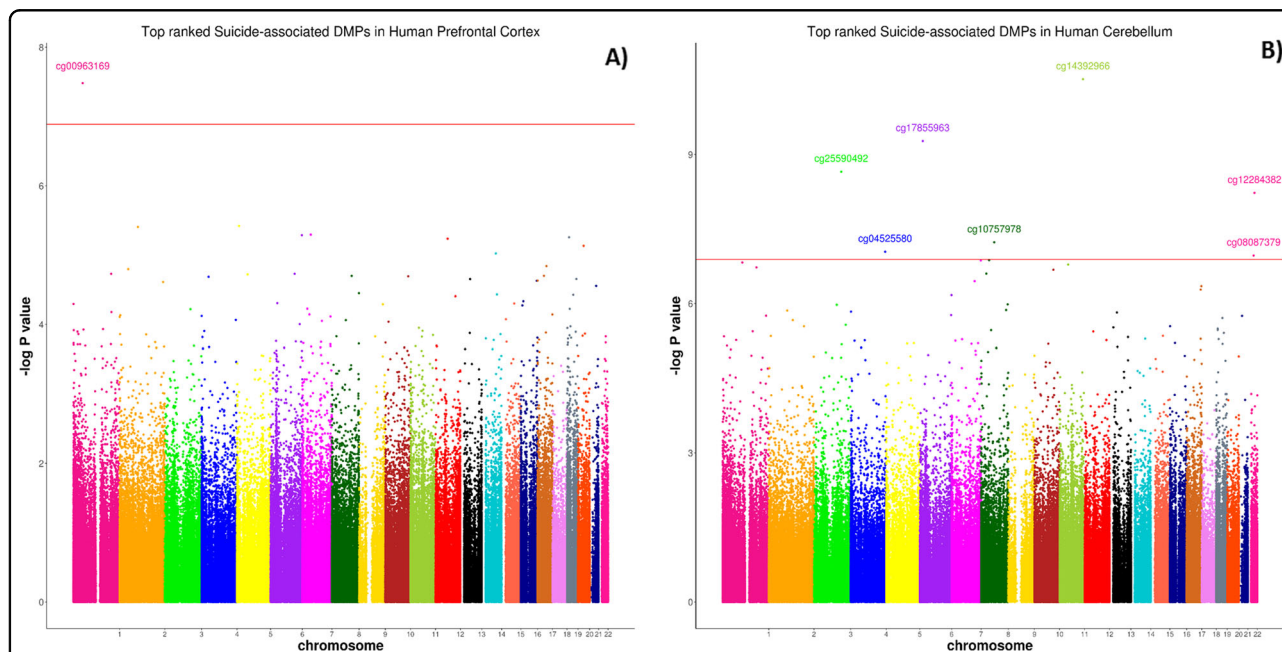 Top ranked Suicide-associated DMPs in Human Prefrontal Cortex
A)
8
cg00963169
6
4
2
0
-log P value
1 2 3 4 5 6 7 8 9 10 11 12 13 14 15 16 17 18 19 20 21 22
chromosome
Top ranked Suicide-associated DMPs in Human Cerebellum
B)
cg14392966
cg17855963
9
cg25590492
cg12284382
cg10757978
cg04525580
cg08087379
6
3
0
-log P value
1 2 3 4 5 6 7 8 9 10 11 12 13 14 15 16 17 18 19 20 21 22
chromosome